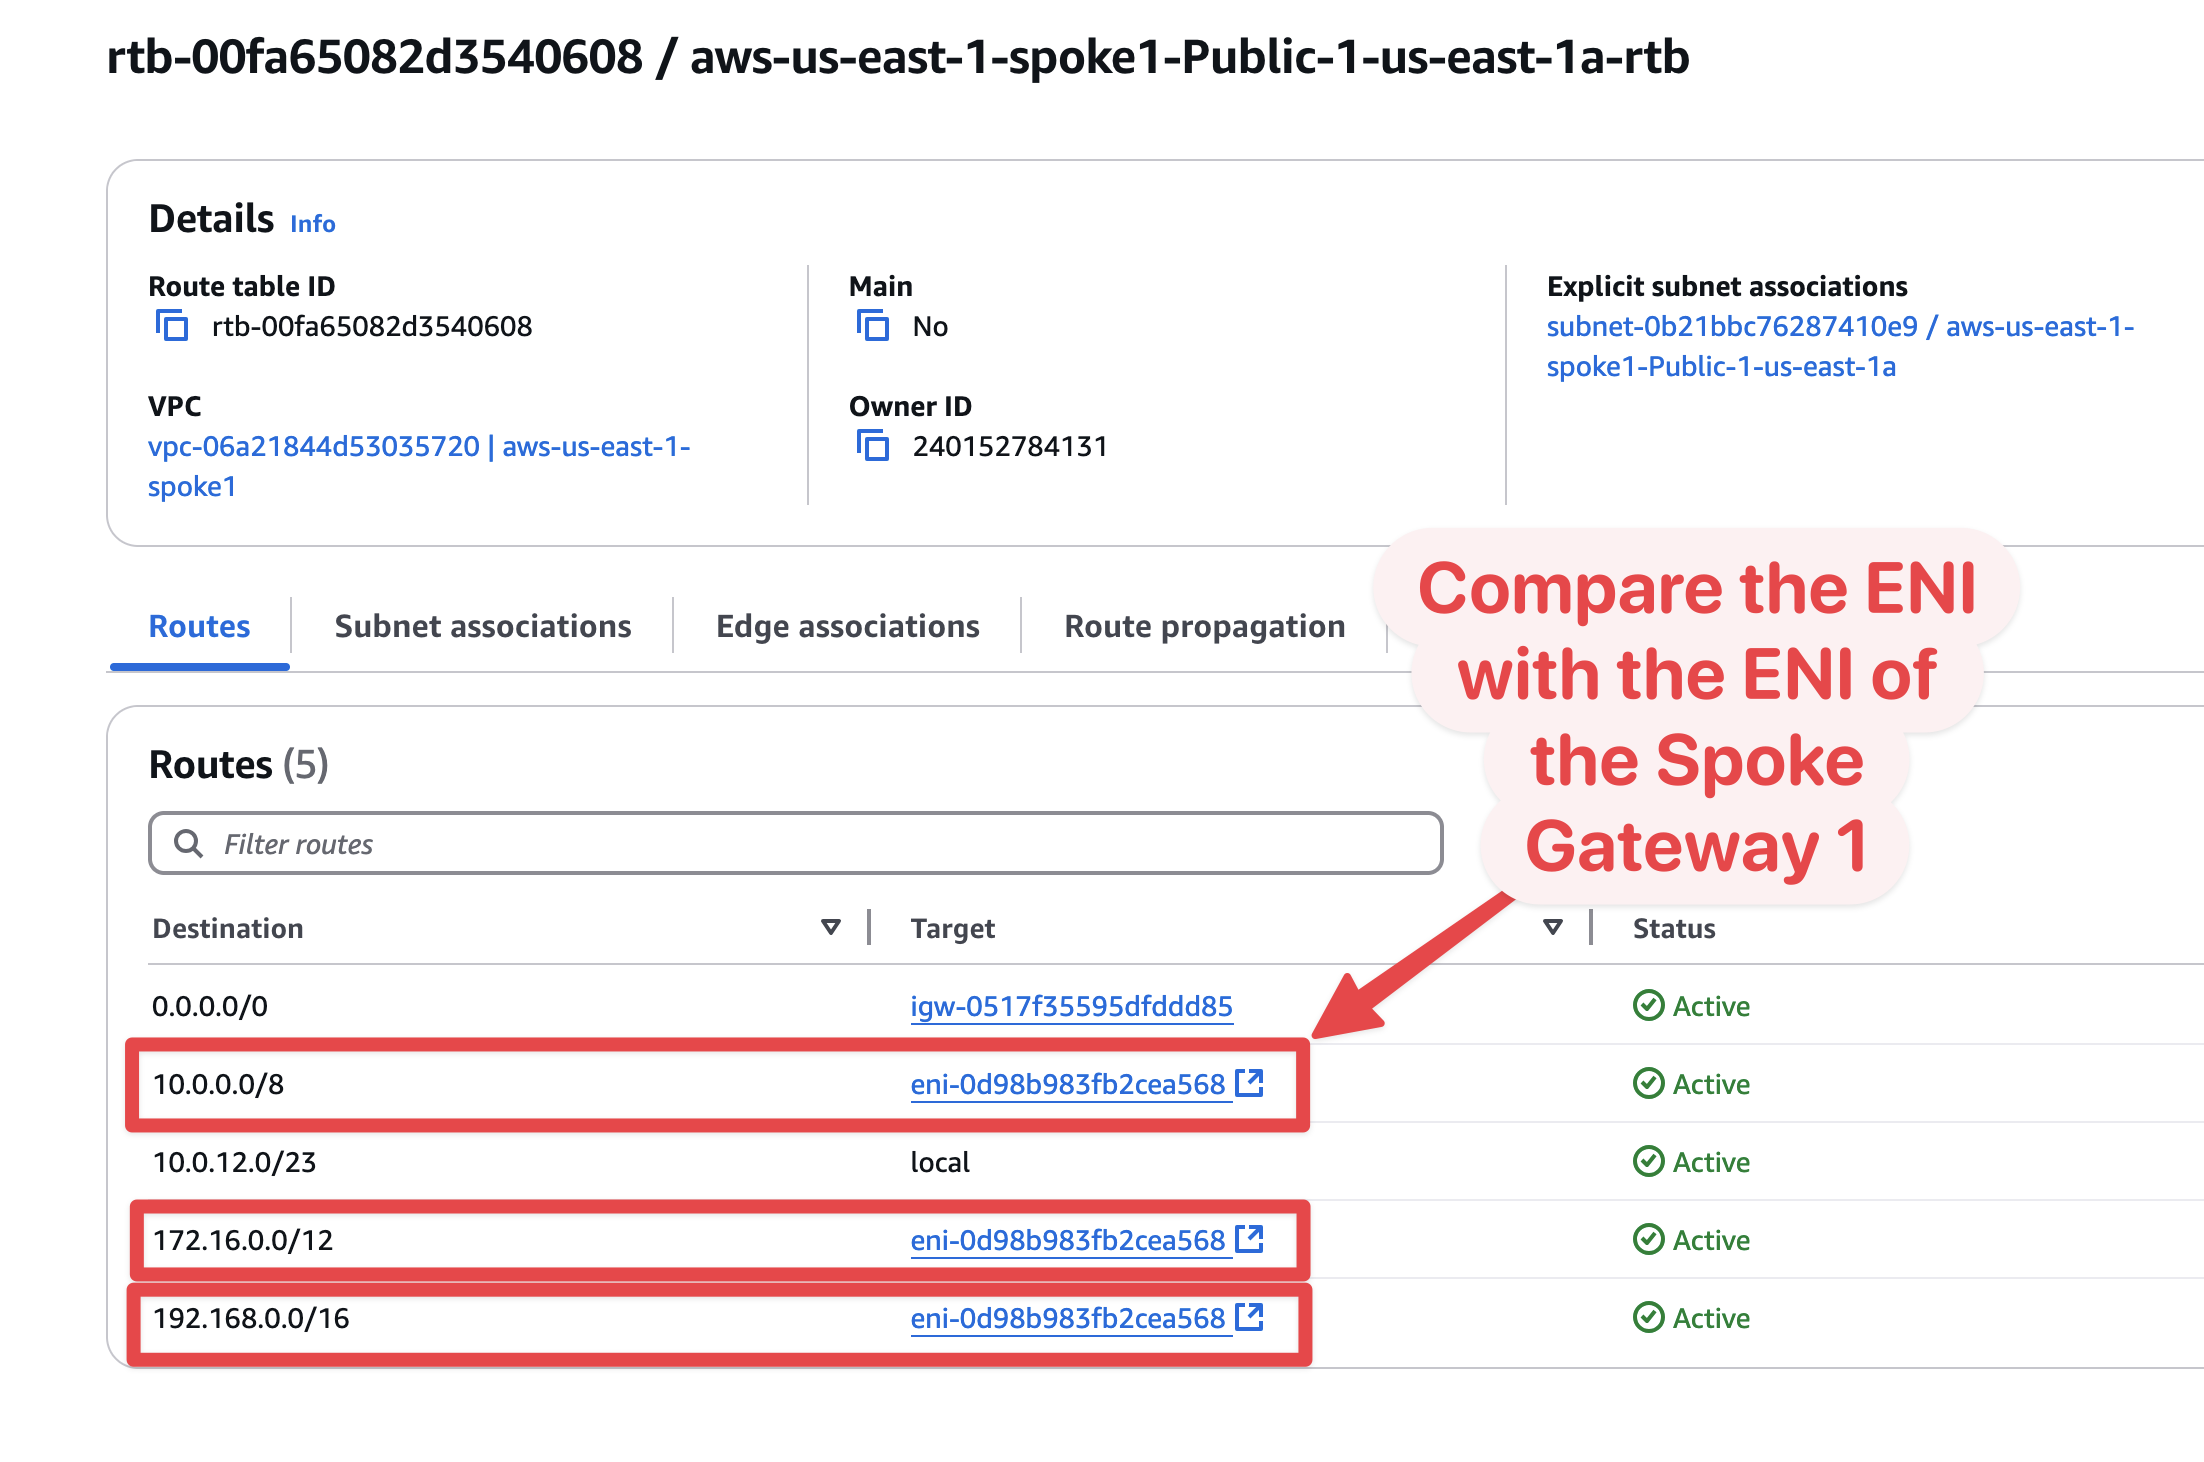 rtb-00fa65082d3540608 / aws-us-east-1-spoke1-Public-1-us-east-1a-rtb
Details Info
Route table ID
rtb-00fa65082d3540608
Main
No
Explicit subnet associations
subnet-0b21bbc76287410e9 / aws-us-east-1-
spoke1-Public-1-us-east-1a
VPC
vpc-06a21844d53035720 | aws-us-east-1-
spoke1
Owner ID
240152784131
Compare the ENI
with the ENI of
the Spoke
Gateway 1
Routes Subnet associations Edge associations Route propagation
Routes (5)
Filter routes
Destination Target Status
0.0.0.0/0 igw-0517f35595dfddd85 Active
10.0.0.0/8 eni-0d98b983fb2cea568 Active
10.0.12.0/23 local Active
172.16.0.0/12 eni-0d98b983fb2cea568 Active
192.168.0.0/16 eni-0d98b983fb2cea568 Active